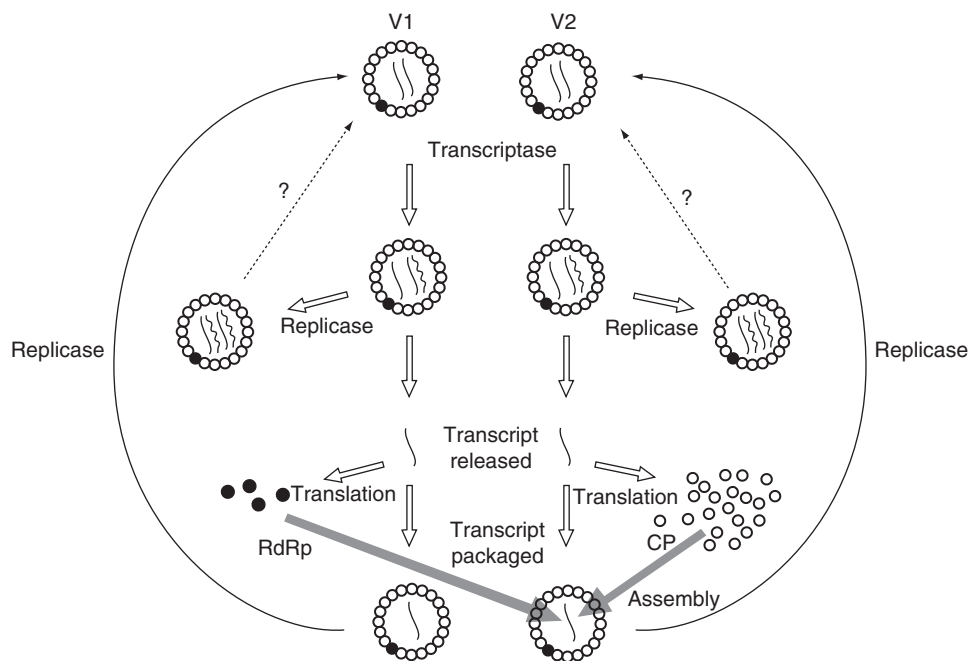 V1
V2
Transcriptase
?
?
Replicase
Replicase
Replicase
Replicase
Transcript
released
Translation
Translation
RdRp
Transcript
packaged
CP
Assembly